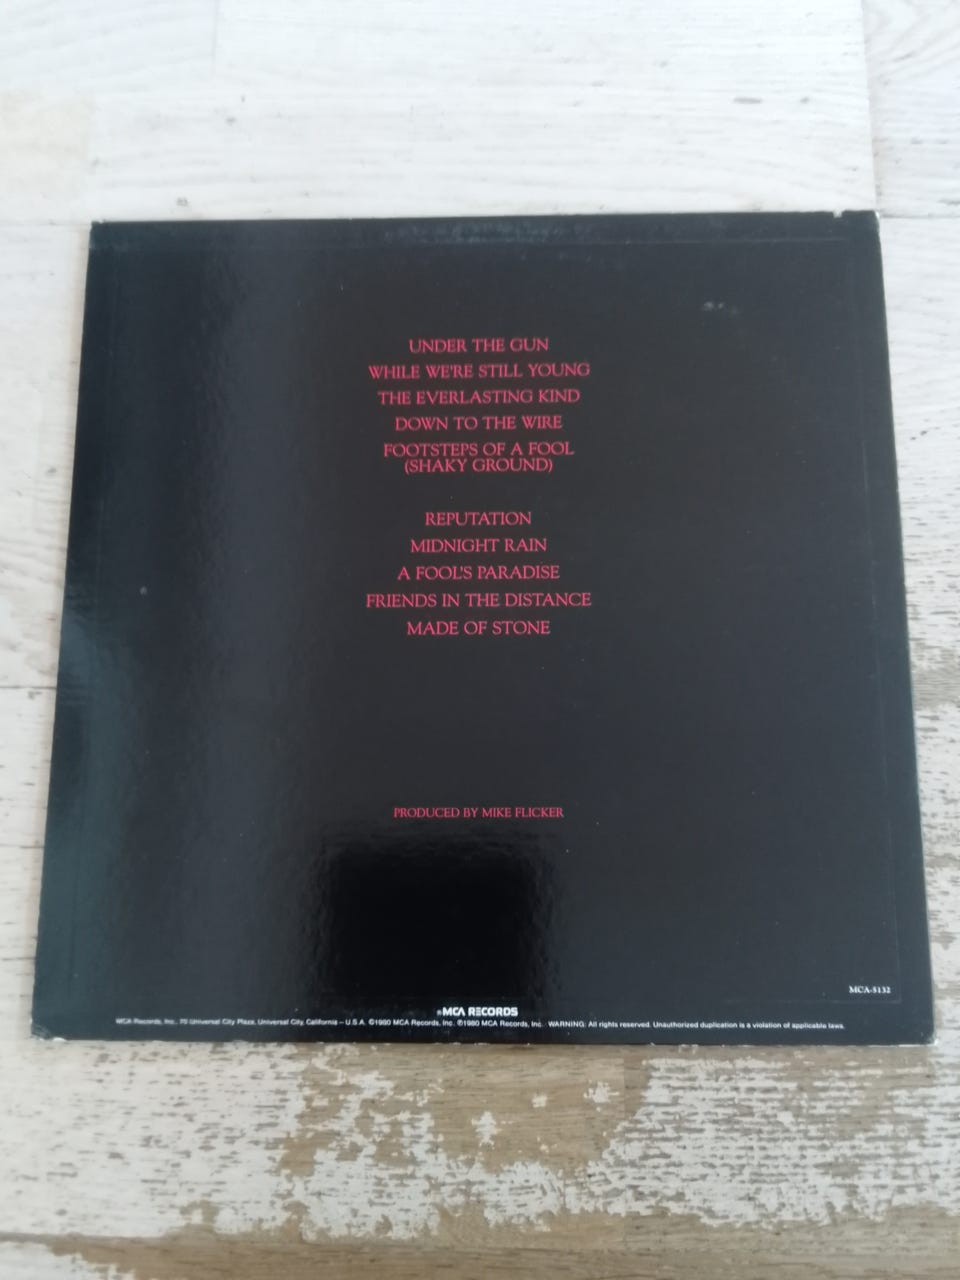 UNDER THE GUN
WHILE WE'RE STILL YOUNG
THE EVERLASTING KIND
DOWN TO THE WIRE
FOOTSTEPS OF A FOOL
(SHAKY GROUND)
REPUTATION
MIDNIGHT RAIN
A FOOL'S PARADISE
FRIENDS IN THE DISTANCE
MADE OF STONE
PRODUCED BY MIKE FLICKER
MCA-5132
MCA RECORDS
MCA Records, Inc., 70 Universal City Plaza, Universal City, California – U.S.A. ©1980 MCA Records, Inc. ℗1980 MCA Records, Inc. WARNING: All rights reserved. Unauthorized duplication is a violation of applicable laws.